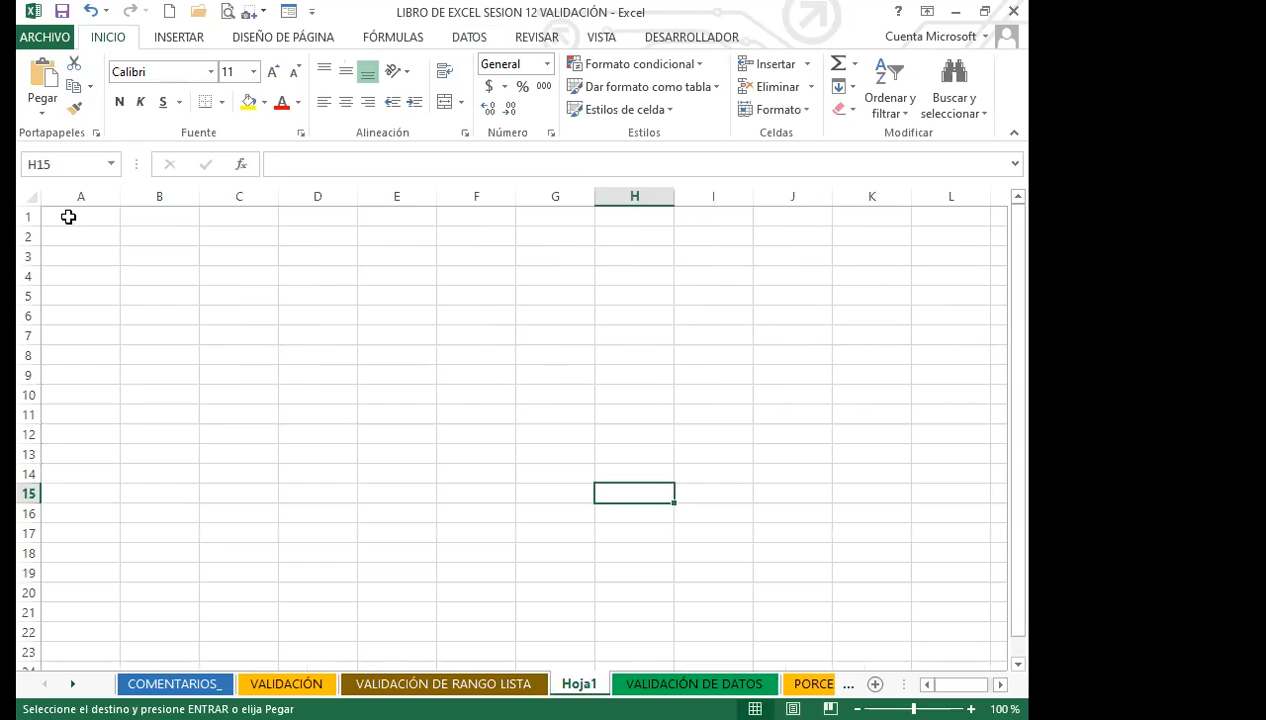 LIBRO DE EXCEL SESION 12 VALIDACIÓN - Excel
?
ARCHIVO INICIO INSERTAR DISEÑO DE PÁGINA FÓRMULAS DATOS REVISAR VISTA DESARROLLADOR Cuenta Microsoft
Pegar
Calibri 11 A A
N K S A
General
$ % 000
Formato condicional
Dar formato como tabla
Estilos de celda
Insertar
Eliminar
Formato
Ordenar y filtrar
Buscar y seleccionar
Portapapeles Fuente Alineación Número Estilos Celdas Modificar
H15 fx
A B C D E F G H I J K L
1
2
3
4
5
6
7
8
9
10
11
12
13
14
15
16
17
18
19
20
21
22
23
24
COMENTARIOS_ VALIDACIÓN VALIDACIÓN DE RANGO LISTA Hoja1 VALIDACIÓN DE DATOS PORCE ...
Seleccione el destino y presione ENTRAR o elija Pegar 100 %